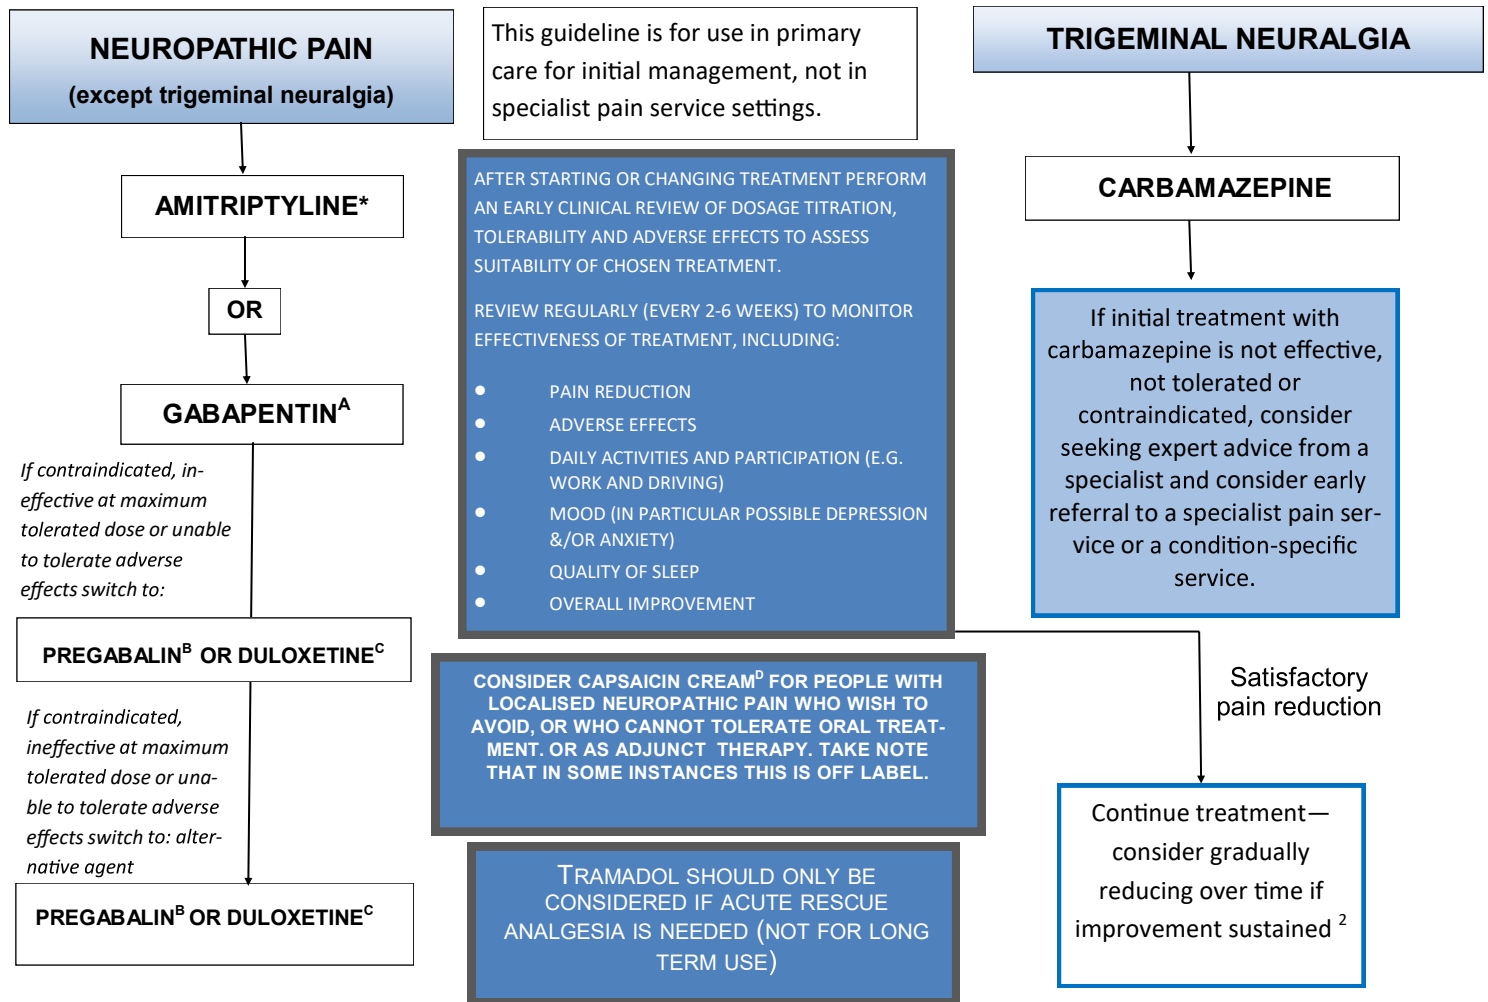 NEUROPATHIC PAIN
(except trigeminal neuralgia)
AMITRIPTYLINE*
OR
GABAPENTINᴬ
If contraindicated, in-
effective at maximum
tolerated dose or unable
to tolerate adverse
effects switch to:
PREGABALINᴮ OR DULOXETINEᶜ
If contraindicated,
ineffective at maximum
tolerated dose or una-
ble to tolerate adverse
effects switch to: alter-
native agent
PREGABALINᴮ OR DULOXETINEᶜ
This guideline is for use in primary
care for initial management, not in
specialist pain service settings.
AFTER STARTING OR CHANGING TREATMENT PERFORM
AN EARLY CLINICAL REVIEW OF DOSAGE TITRATION,
TOLERABILITY AND ADVERSE EFFECTS TO ASSESS
SUITABILITY OF CHOSEN TREATMENT.
REVIEW REGULARLY (EVERY 2-6 WEEKS) TO MONITOR
EFFECTIVENESS OF TREATMENT, INCLUDING:
● PAIN REDUCTION
● ADVERSE EFFECTS
● DAILY ACTIVITIES AND PARTICIPATION (E.G.
WORK AND DRIVING)
● MOOD (IN PARTICULAR POSSIBLE DEPRESSION
&/OR ANXIETY)
● QUALITY OF SLEEP
● OVERALL IMPROVEMENT
CONSIDER CAPSAICIN CREAMᴰ FOR PEOPLE WITH
LOCALISED NEUROPATHIC PAIN WHO WISH TO
AVOID, OR WHO CANNOT TOLERATE ORAL TREAT-
MENT. OR AS ADJUNCT THERAPY. TAKE NOTE
THAT IN SOME INSTANCES THIS IS OFF LABEL.
TRAMADOL SHOULD ONLY BE
CONSIDERED IF ACUTE RESCUE
ANALGESIA IS NEEDED (NOT FOR LONG
TERM USE)
TRIGEMINAL NEURALGIA
CARBAMAZEPINE
If initial treatment with
carbamazepine is not effective,
not tolerated or
contraindicated, consider
seeking expert advice from a
specialist and consider early
referral to a specialist pain ser-
vice or a condition-specific
service.
Satisfactory
pain reduction
Continue treatment—
consider gradually
reducing over time if
improvement sustained ²